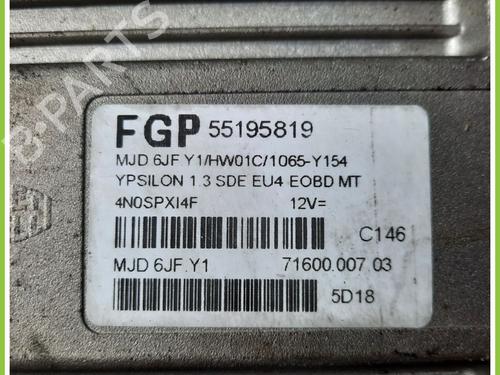 FGP 55195819
MJD 6JF Y1/HW01C/1065-Y154
YPSILON 1.3 SDE EU4 EOBD MT
4N0SPXI4F 12V=
C146
MJD 6JF.Y1 71600.007.03
5D18
B-PARTS